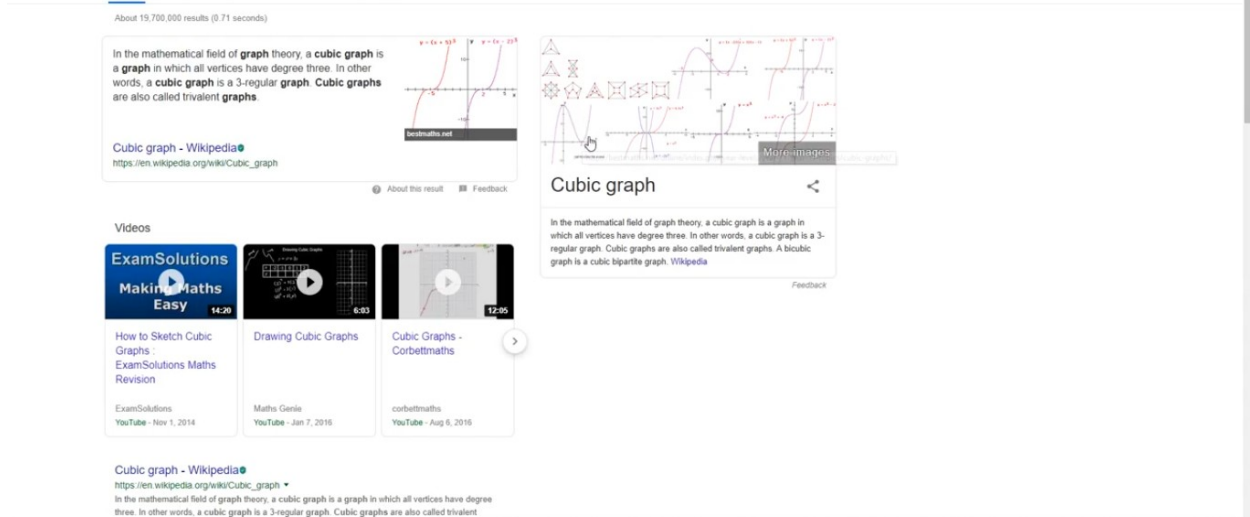 About 19,700,000 results (0.71 seconds)
In the mathematical field of graph theory, a cubic graph is
a graph in which all vertices have degree three. In other
words, a cubic graph is a 3-regular graph. Cubic graphs
are also called trivalent graphs.
bestmaths.net
Cubic graph - Wikipedia
https://en.wikipedia.org/wiki/Cubic_graph
About this result Feedback
More images
Cubic graph
In the mathematical field of graph theory, a cubic graph is a graph in
which all vertices have degree three. In other words, a cubic graph is a 3-
regular graph. Cubic graphs are also called trivalent graphs. A bicubic
graph is a cubic bipartite graph. Wikipedia
Feedback
Videos
ExamSolutions
Making Maths
Easy
14:20
Drawing Cubic Graphs
6:03
12:05
How to Sketch Cubic
Graphs :
ExamSolutions Maths
Revision
ExamSolutions
YouTube - Nov 1, 2014
Drawing Cubic Graphs
Maths Genie
YouTube - Jan 7, 2016
Cubic Graphs -
Corbettmaths
corbettmaths
YouTube - Aug 6, 2016
Cubic graph - Wikipedia
https://en.wikipedia.org/wiki/Cubic_graph
In the mathematical field of graph theory, a cubic graph is a graph in which all vertices have degree
three. In other words, a cubic graph is a 3-regular graph. Cubic graphs are also called trivalent